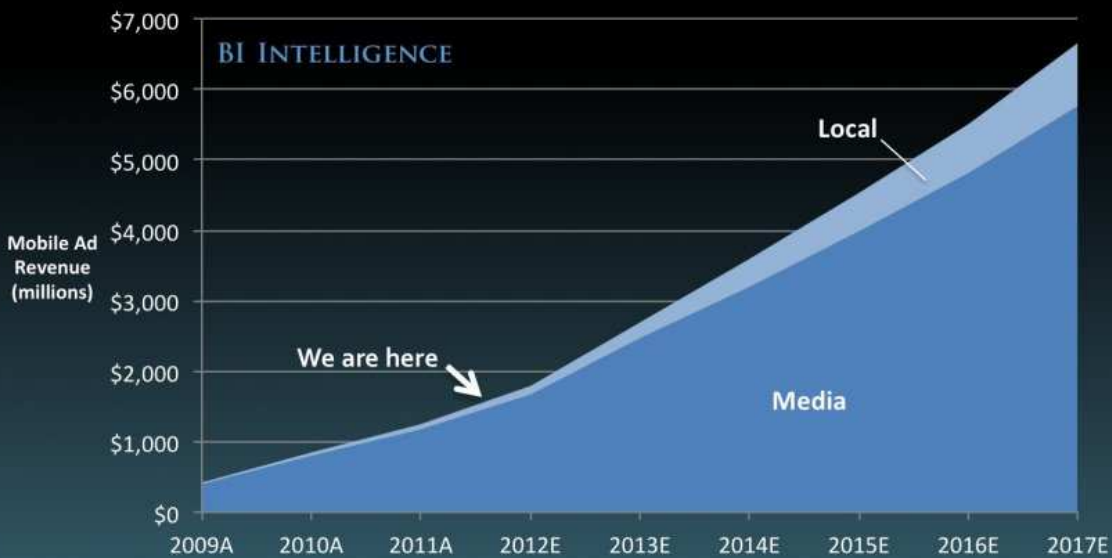 $7,000
BI INTELLIGENCE
$6,000
Local
$5,000
$4,000
Mobile Ad
Revenue
(millions)
$3,000
We are here
$2,000
Media
$1,000
$0
2009A 2010A 2011A 2012E 2013E 2014E 2015E 2016E 2017E